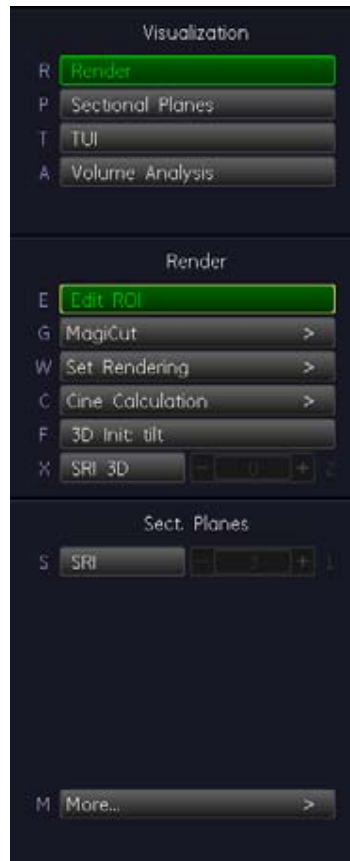 Visualization
R Render
P Sectional Planes
T TUI
A Volume Analysis
Render
E Edit ROI
G MagiCut >
W Set Rendering >
C Cine Calculation >
F 3D Init: tilt
X SRI 3D - 0 + Z
Sect. Planes
S SRI - 3 +
M More... >